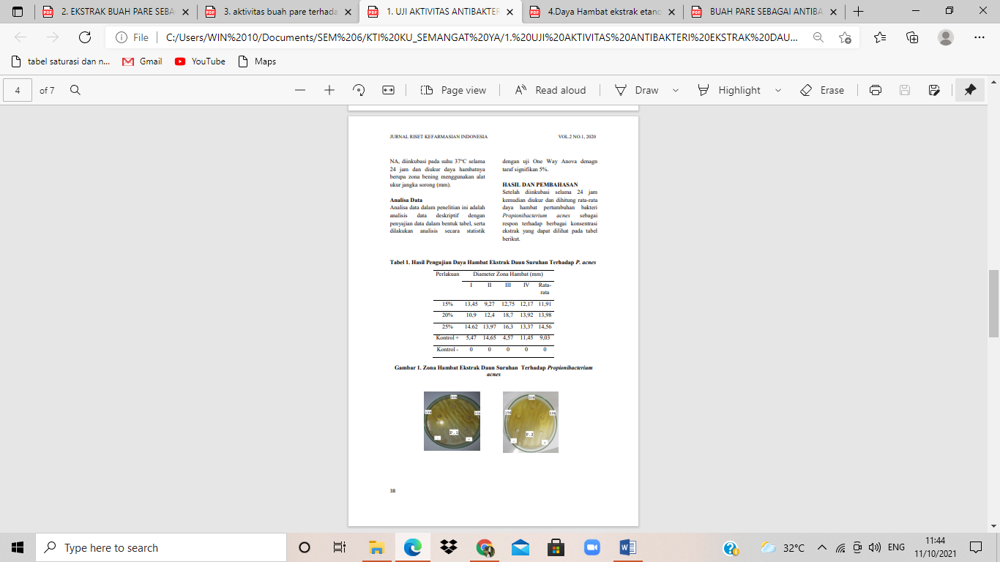 2. EKSTRAK BUAH PARE SEBA
3. aktivitas buah pare terhada
1. UJI AKTIVITAS ANTIBAKTER
4.Daya Hambat ekstrak etano
BUAH PARE SEBAGAI ANTIBA
File
C:/Users/WIN%2010/Documents/SEM%206/KTI%20KU_SEMANGAT%20YA/1.%20UJI%20AKTIVITAS%20ANTIBAKTERI%20EKSTRAK%20DAU...
tabel saturasi dan n...
Gmail
YouTube
Maps
4 of 7
Page view
Read aloud
Draw
Highlight
Erase
JURNAL RISET KEFARMASIAN INDONESIA
VOL.2 NO.1, 2020
NA, diinkubasi pada suhu 37°C selama
24 jam dan diukur daya hambatnya
berupa zona bening menggunakan alat
ukur jangka sorong (mm).
Analisa Data
Analisa data dalam penelitian ini adalah
analisis data deskriptif dengan
penyajian data dalam bentuk tabel, serta
dilakukan analisis secara statistik
dengan uji One Way Anova denagn
taraf signifikan 5%.
HASIL DAN PEMBAHASAN
Setelah diinkubasi selama 24 jam
kemudian diukur dan dihitung rata-rata
daya hambat pertumbuhan bakteri
Propionibacterium acnes sebagai
respon terhadap berbagai konsentrasi
ekstrak yang dapat dilihat pada tabel
berikut.
Tabel 1. Hasil Pengujian Daya Hambat Ekstrak Daun Suruhan Terhadap P. acnes
Perlakuan Diameter Zona Hambat (mm)
I II III IV Rata-
rata
15% 13,45 9,27 12,75 12,17 11,91
20% 10,9 12,4 18,7 13,92 13,98
25% 14.62 13,97 16,3 13,37 14,56
Kontrol + 5,47 14,65 4,57 11,45 9,03
Kontrol - 0 0 0 0 0
Gambar 1. Zona Hambat Ekstrak Daun Suruhan Terhadap Propionibacterium
acnes
P.1
- +
P.2
- +
38
Type here to search
32°C
ENG
11:44
11/10/2021